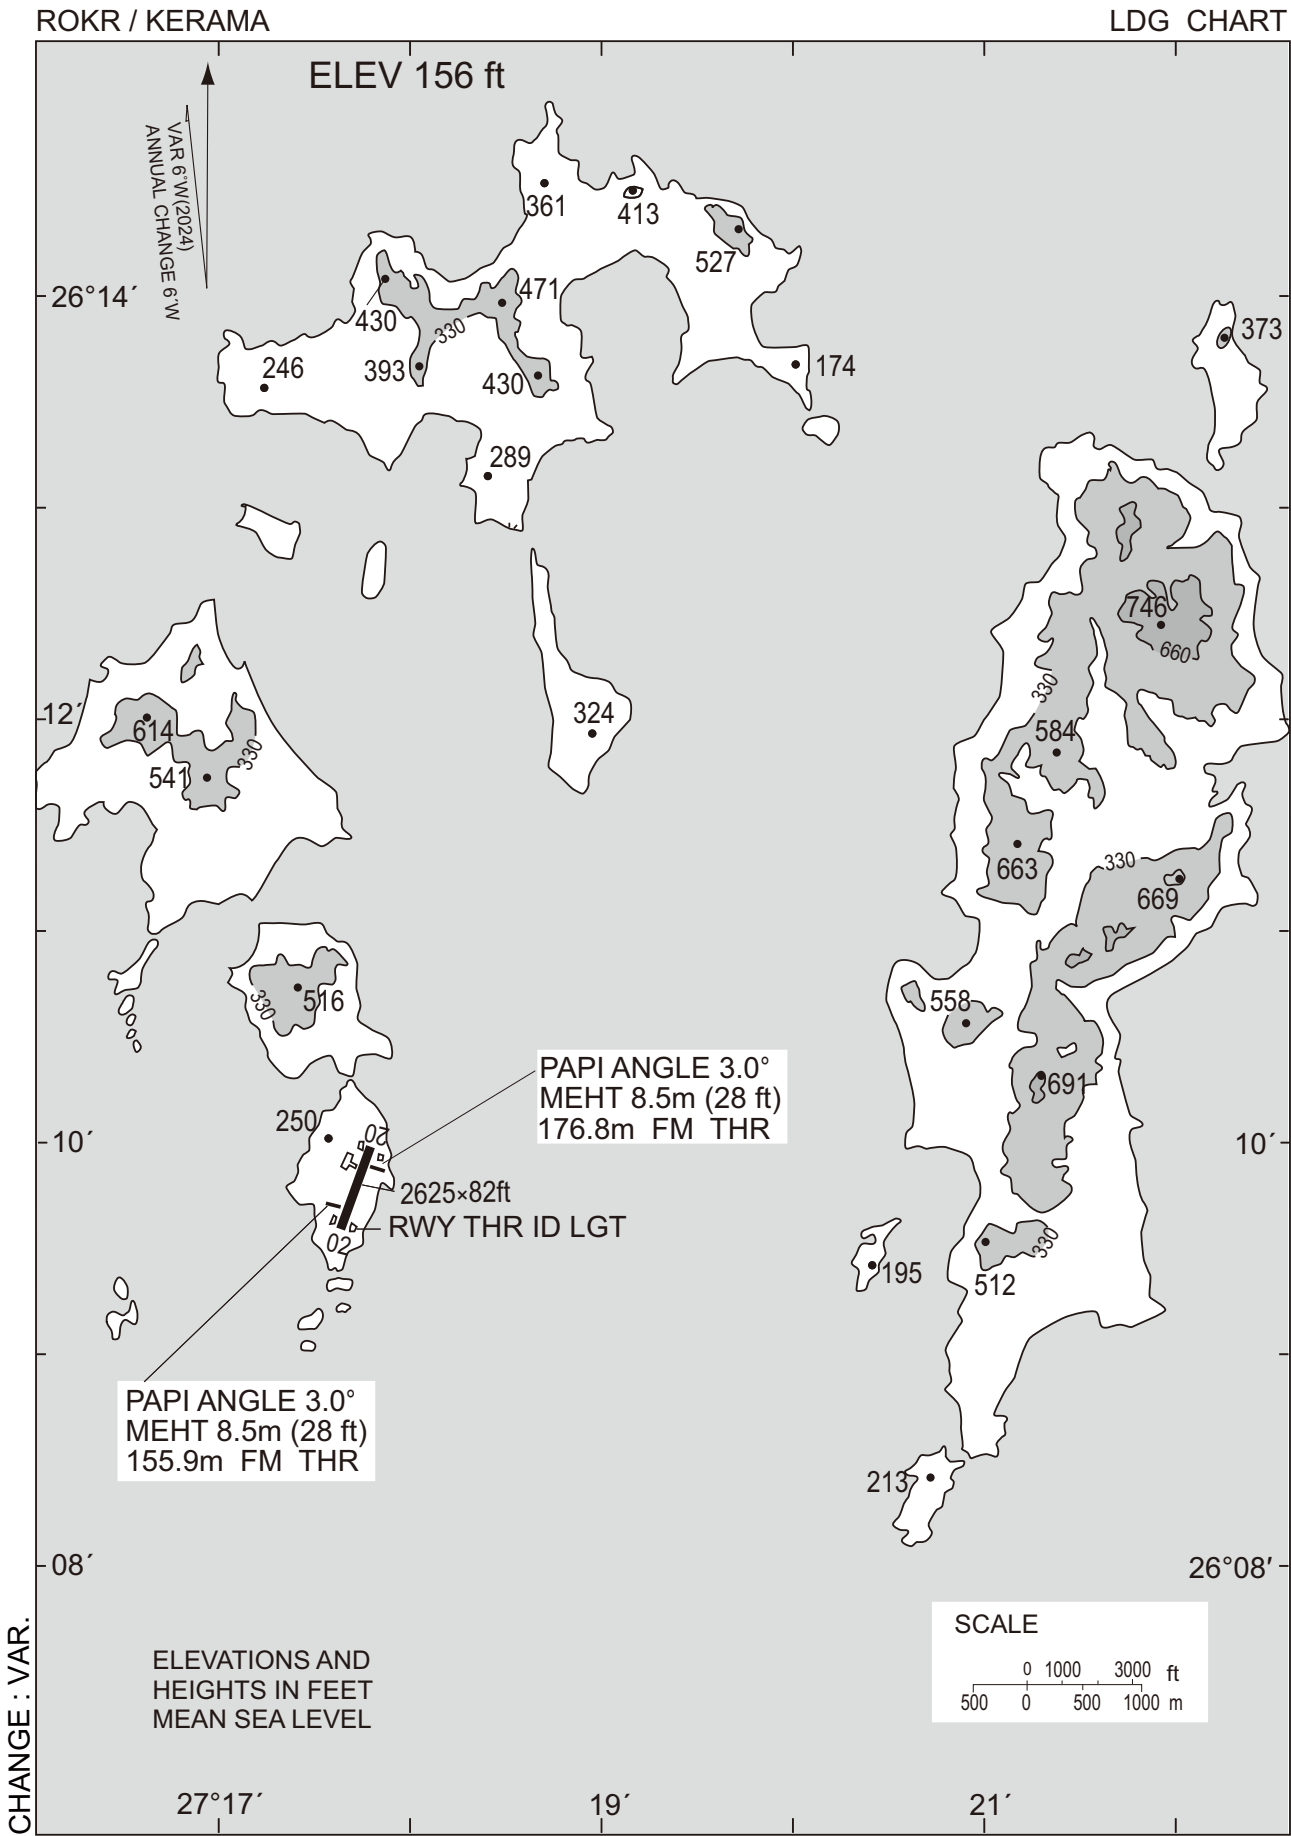 ROKR / KERAMA
LDG CHART
ELEV 156 ft
VAR 6°W(2024)
ANNUAL CHANGE 6´W
361
413
527
26°14´
471
430
330
373
246
393
430
174
289
746
660
330
12´
614
324
584
330
541
663
330
669
516
330
558
PAPI ANGLE 3.0°
MEHT 8.5m (28 ft)
176.8m FM THR
691
250
20
10´
10´
2625×82ft
RWY THR ID LGT
02
330
195
512
PAPI ANGLE 3.0°
MEHT 8.5m (28 ft)
155.9m FM THR
213
08´
26°08′
SCALE
0 1000 3000 ft
500 0 500 1000 m
ELEVATIONS AND
HEIGHTS IN FEET
MEAN SEA LEVEL
CHANGE : VAR.
27°17´
19´
21´